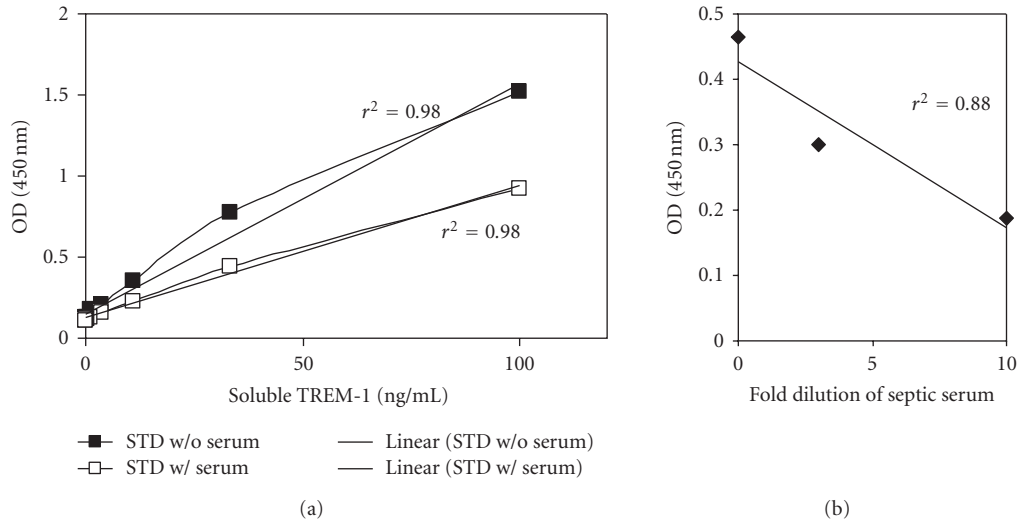 2
1.5
1
0.5
0
OD (450 nm)
r² = 0.98
r² = 0.98
0 50 100
Soluble TREM-1 (ng/mL)
STD w/o serum Linear (STD w/o serum)
STD w/ serum Linear (STD w/ serum)
(a)
0.5
0.4
0.3
0.2
0.1
0
OD (450 nm)
r² = 0.88
0 5 10
Fold dilution of septic serum
(b)